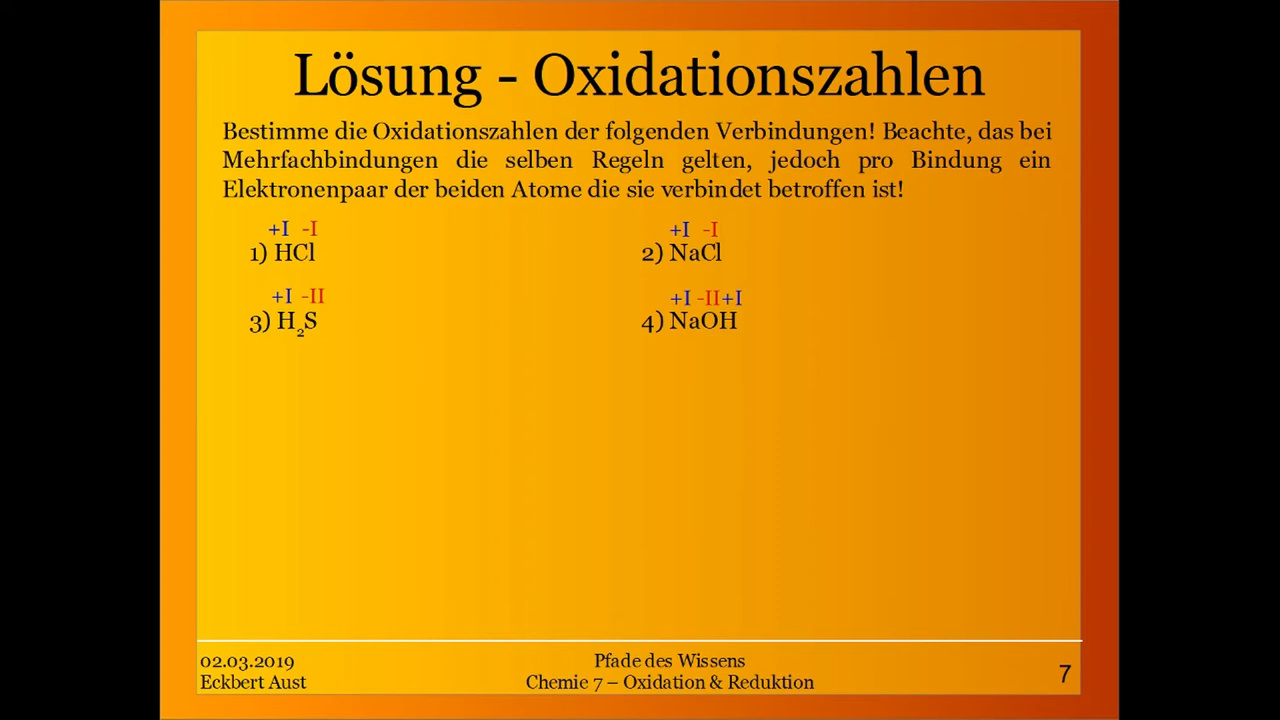 Lösung - Oxidationszahlen
Bestimme die Oxidationszahlen der folgenden Verbindungen! Beachte, das bei
Mehrfachbindungen die selben Regeln gelten, jedoch pro Bindung ein
Elektronenpaar der beiden Atome die sie verbindet betroffen ist!
+I -I
1) HCl
+I -I
2) NaCl
+I -II
3) H₂S
+I -II+I
4) NaOH
02.03.2019
Eckbert Aust
Pfade des Wissens
Chemie 7 – Oxidation & Reduktion
7